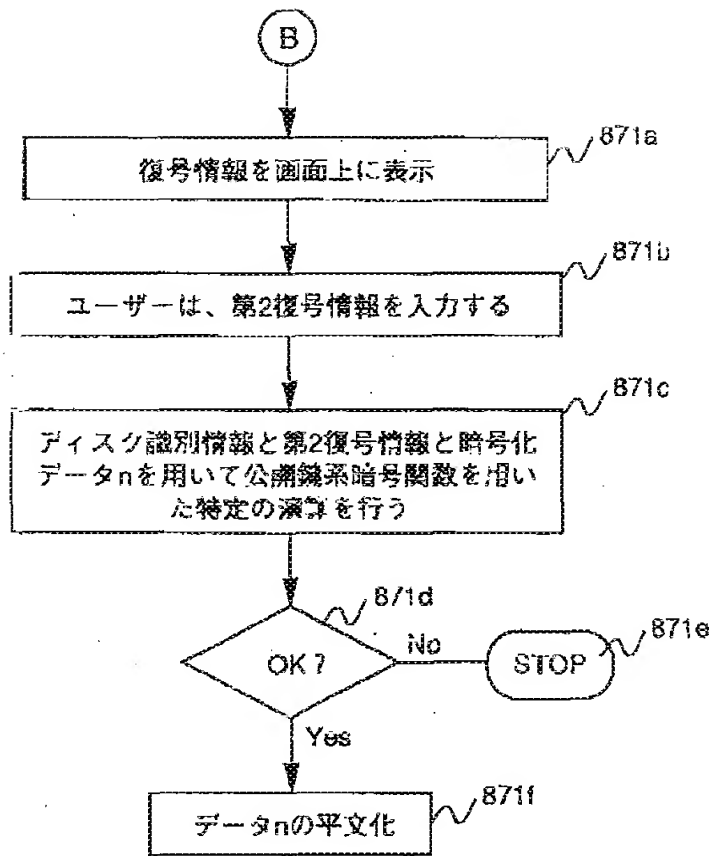 B
871a
復号情報を画面上に表示
871b
ユーザーは、第2復号情報を入力する
871c
ディスク識別情報と第2復号情報と暗号化
データnを用いて公開鍵系暗号関数を用い
た特定の演算を行う
871d
OK?
No
871e
STOP
Yes
871f
データnの平文化